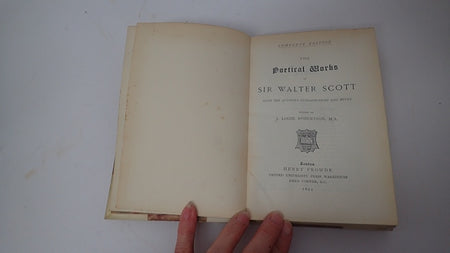 COMPLETE EDITION
THE
Poetical Works
OF
SIR WALTER SCOTT
WITH THE AUTHOR'S INTRODUCTIONS AND NOTES
EDITED BY
J. LOGIE ROBERTSON, M.A.
London
HENRY FROWDE
OXFORD UNIVERSITY PRESS WAREHOUSE
AMEN CORNER, E.C.